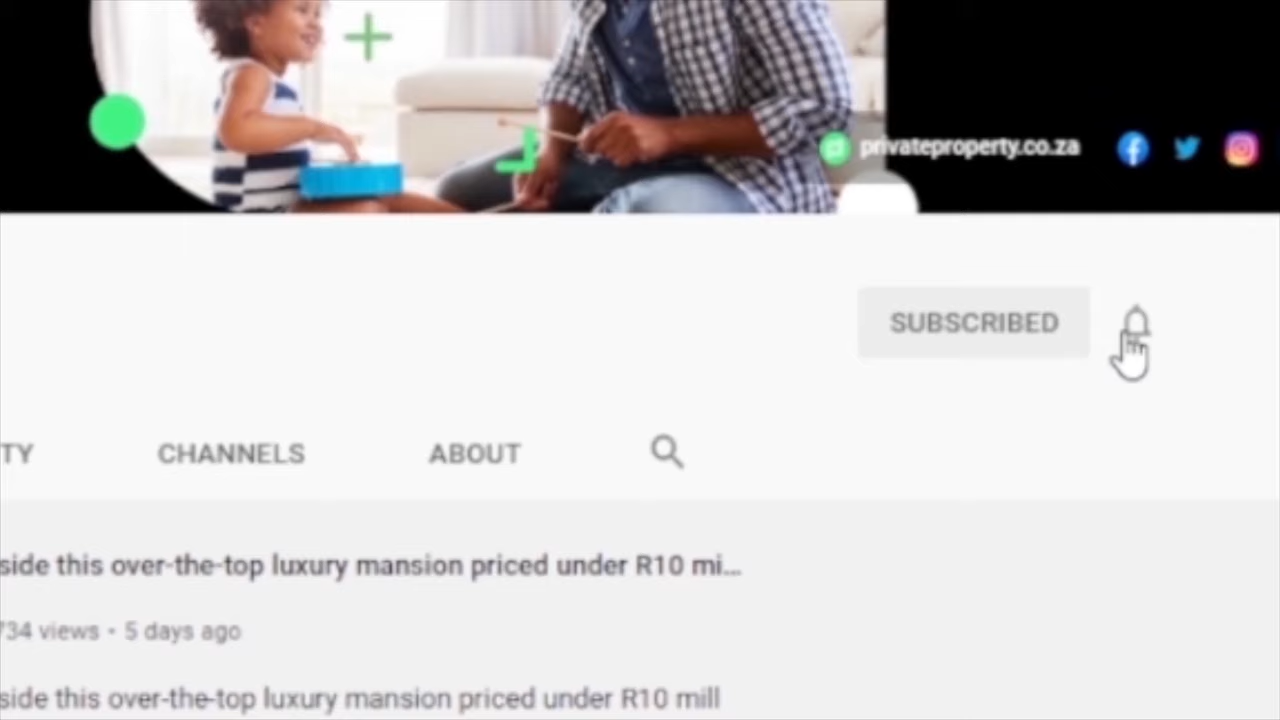 privateproperty.co.za
SUBSCRIBED
TY
CHANNELS
ABOUT
side this over-the-top luxury mansion priced under R10 mi...
734 views • 5 days ago
side this over-the-top luxury mansion priced under R10 mill